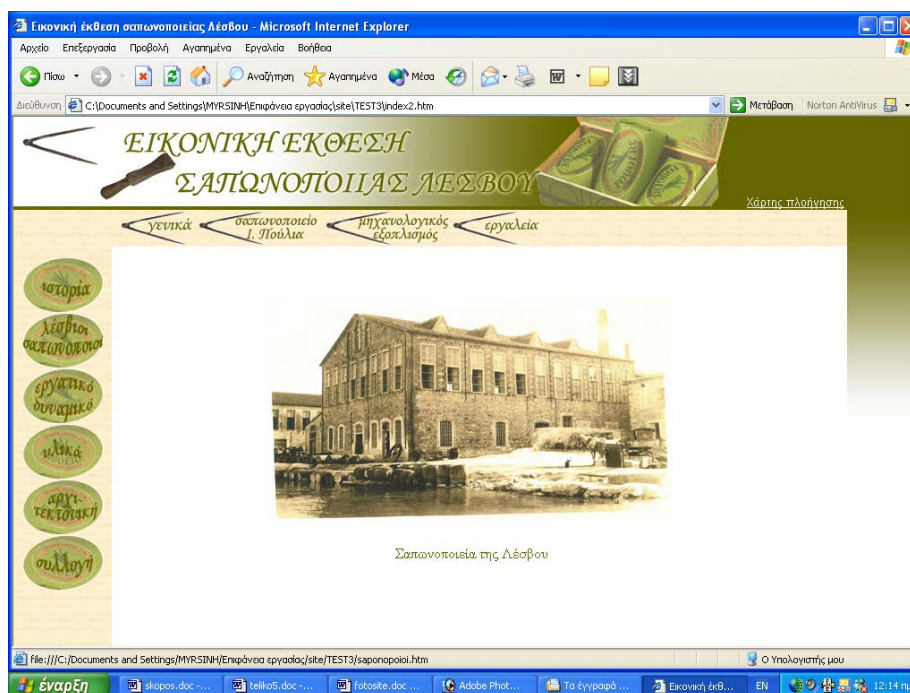 Εικονική έκθεση σαπωνοποιείας Λέσβου - Microsoft Internet Explorer
Αρχείο Επεξεργασία Προβολή Αγαπημένα Εργαλεία Βοήθεια
Πίσω Αναζήτηση Αγαπημένα Μέσα
Διεύθυνση C:\Documents and Settings\MYRSINH\Επιφάνεια εργασίας\site\TEST3\index2.htm Μετάβαση Norton AntiVirus
ΕΙΚΟΝΙΚΗ ΕΚΘΕΣΗ
ΣΑΠΩΝΟΠΟΙΙΑΣ ΛΕΣΒΟΥ
Χάρτης πλοήγησης
γενικά
σαπωνοποιείο
Ι. Πούλια
μηχανολογικός
εξοπλισμός
εργαλεία
ιστορία
λέσβιοι
σαπωνοποιοί
εργατικό
δυναμικό
υλικά
αρχι-
τεκτονική
συλλογή
Σαπωνοποιεία της Λέσβου
file:///C:/Documents and Settings/MYRSINH/Επιφάνεια εργασίας/site/TEST3/saponopoioi.htm Ο Υπολογιστής μου
έναρξη skopos.doc -... teliko5.doc -... fotosite.doc ... Adobe Phot... Τα έγγραφά ... Εικονική έκθ... EN 12:14 πμ